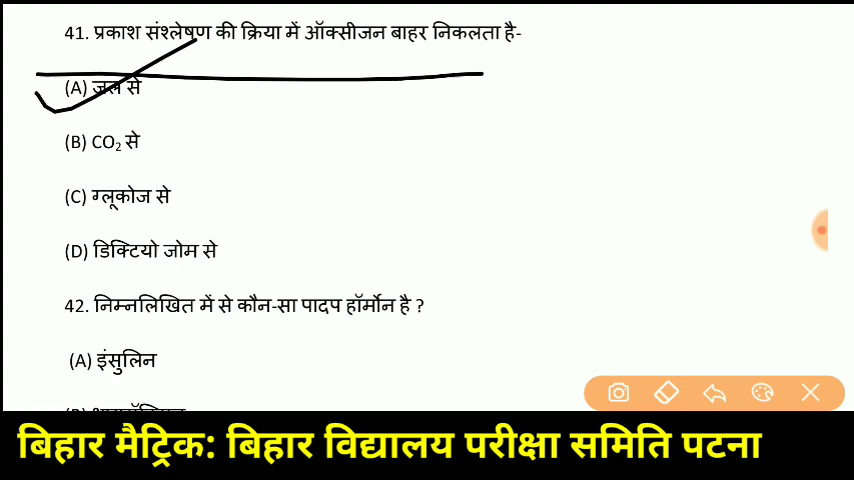 41. प्रकाश संश्लेषण की क्रिया में ऑक्सीजन बाहर निकलता है-
(A) जल से
(B) CO₂ से
(C) ग्लूकोज से
(D) डिक्टियो जोम से
42. निम्नलिखित में से कौन-सा पादप हॉर्मोन है ?
(A) इंसुलिन
बिहार मैट्रिक: बिहार विद्यालय परीक्षा समिति पटना